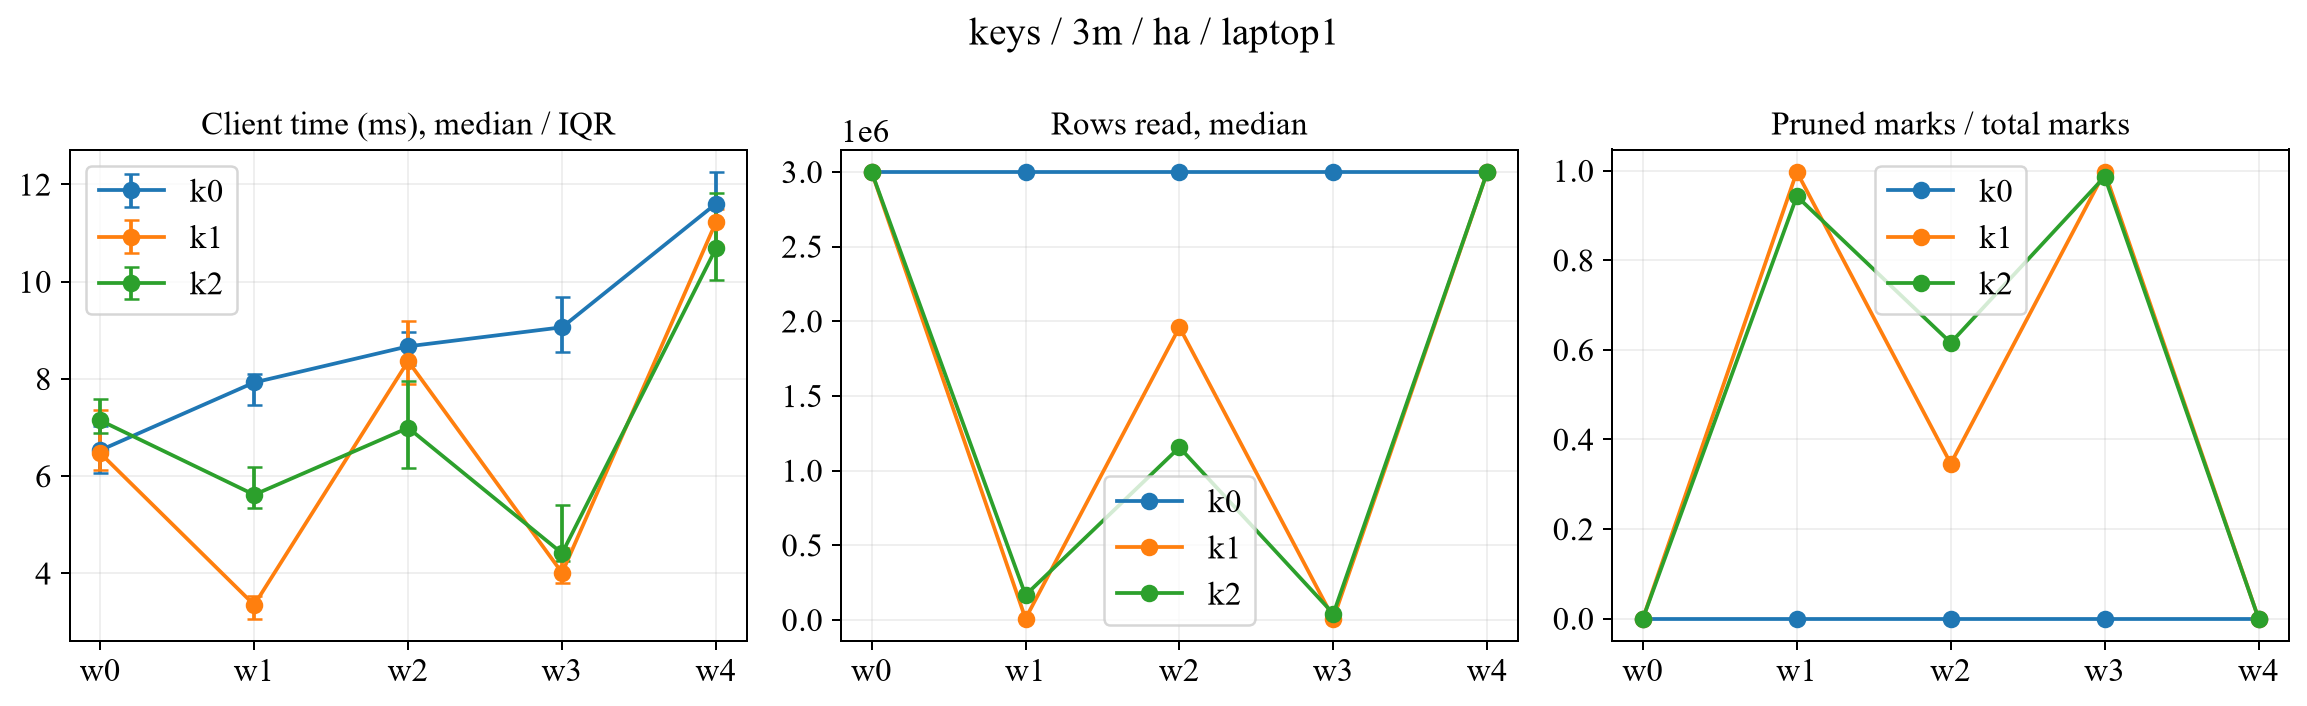 keys / 3m / ha / laptop1
Client time (ms), median / IQR
12
10
8
6
4
k0
k1
k2
w0 w1 w2 w3 w4
Rows read, median
1e6
3.0
2.5
2.0
1.5
1.0
0.5
0.0
k0
k1
k2
w0 w1 w2 w3 w4
Pruned marks / total marks
1.0
0.8
0.6
0.4
0.2
0.0
k0
k1
k2
w0 w1 w2 w3 w4